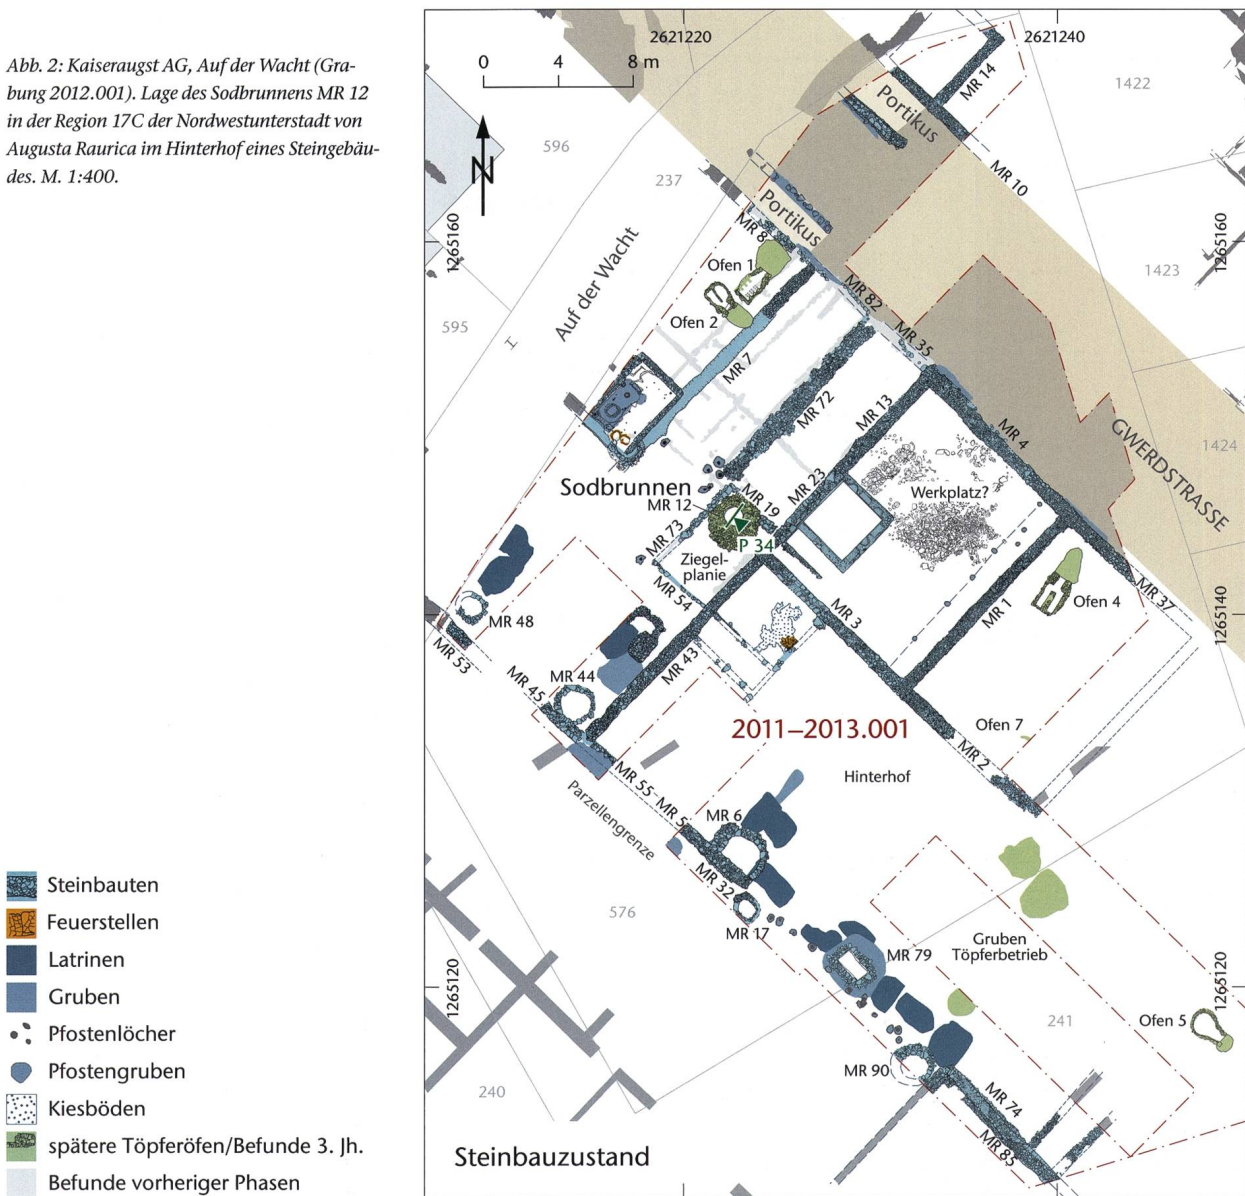 Abb. 2: Kaiseraugst AG, Auf der Wacht (Gra-
bung 2012.001). Lage des Sodbrunnens MR 12
in der Region 17C der Nordwestunterstadt von
Augusta Raurica im Hinterhof eines Steingebäu-
des. M. 1:400.
2621220
2621240
0 4 8 m
MR 14
1422
Portikus
596
N
237
MR 10
Portikus
MR 8
1265160
1265160
Auf der Wacht
Ofen 1
1423
MR 82
595
Ofen 2
MR 35
MR 7
MR 72
MR 13
MR 4
GWERDSTRASSE
1424
Sodbrunnen
MR 23
Werkplatz?
MR 19
MR 12
MR 73
P 34
Ziegel-
planie
MR 54
Ofen 4
MR 37
MR 1
MR 3
1265140
MR 48
MR 53
MR 43
MR 44
MR 45
2011–2013.001
Ofen 7
MR 2
Hinterhof
MR 55
Parzellengrenze
MR 5
MR 6
MR 32
576
MR 17
Gruben
Töpferbetrieb
MR 79
1265120
1265120
241
Ofen 5
MR 90
240
MR 74
MR 85
Steinbauzustand
Steinbauten
Feuerstellen
Latrinen
Gruben
Pfostenlöcher
Pfostengruben
Kiesböden
spätere Töpferöfen/Befunde 3. Jh.
Befunde vorheriger Phasen